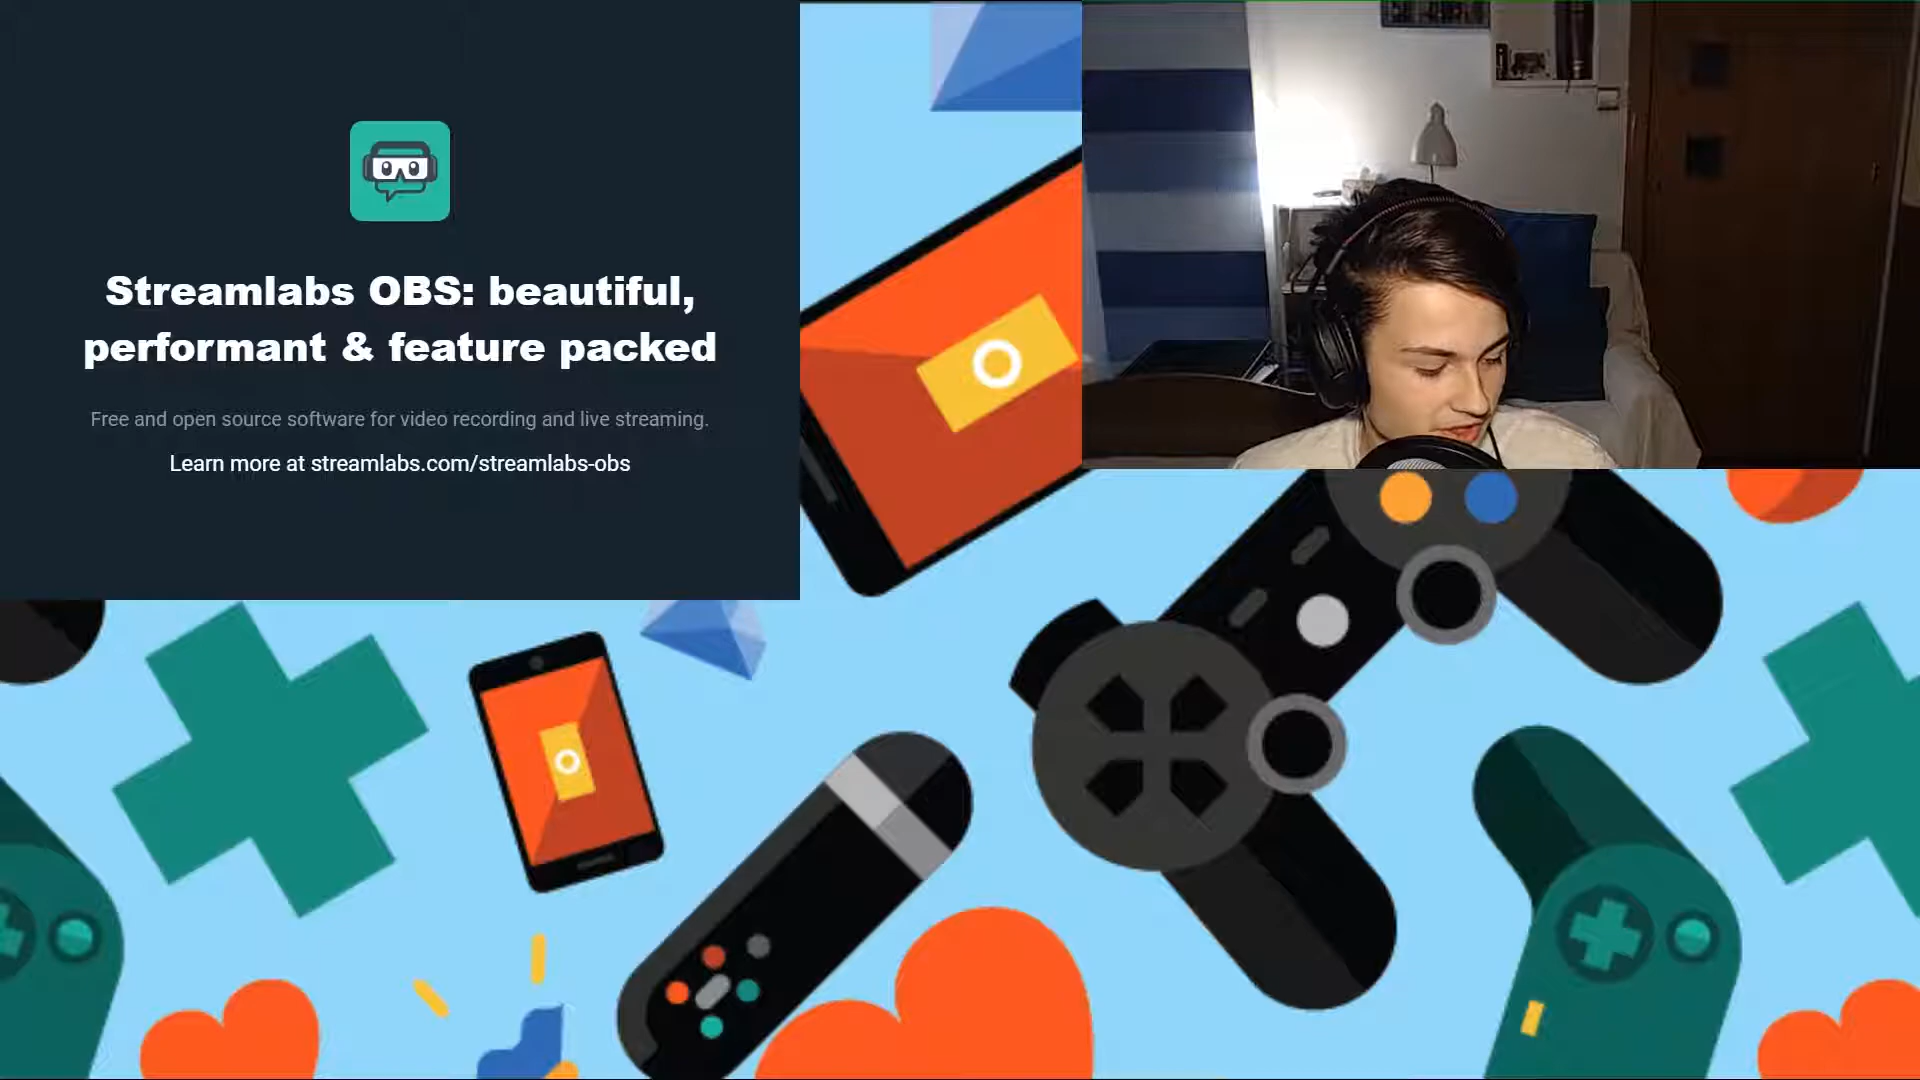 Streamlabs OBS: beautiful,
performant & feature packed
Free and open source software for video recording and live streaming.
Learn more at streamlabs.com/streamlabs-obs